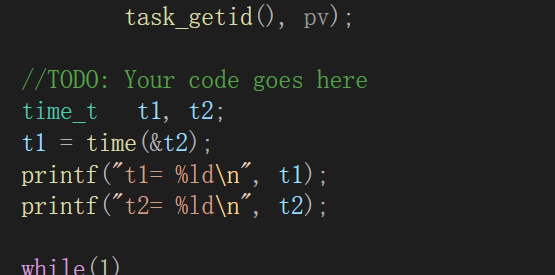 task_getid(), pv);
//TODO: Your code goes here
time_t t1, t2;
t1 = time(&t2);
printf("t1= %ld\n", t1);
printf("t2= %ld\n", t2);
while(1)